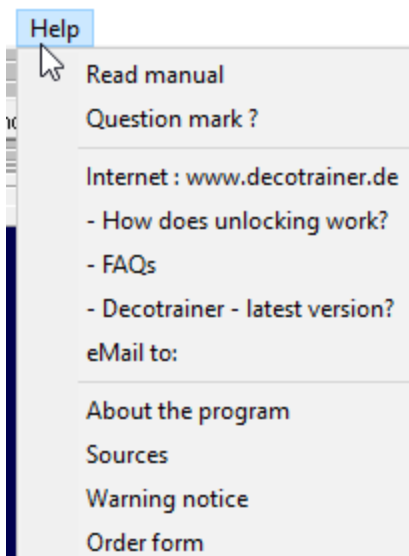 Help
Read manual
Question mark ?
Internet : www.decotrainer.de
- How does unlocking work?
- FAQs
- Decotrainer - latest version?
eMail to:
About the program
Sources
Warning notice
Order form